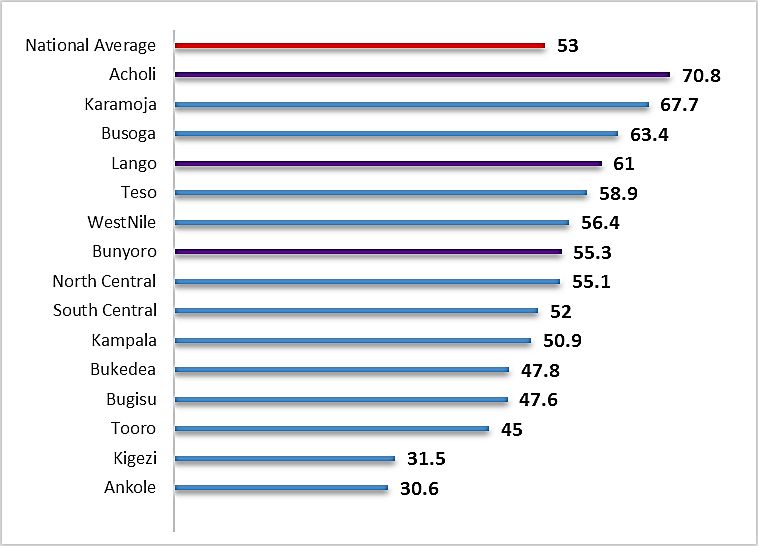 National Average 53
Acholi 70.8
Karamoja 67.7
Busoga 63.4
Lango 61
Teso 58.9
WestNile 56.4
Bunyoro 55.3
North Central 55.1
South Central 52
Kampala 50.9
Bukedea 47.8
Bugisu 47.6
Tooro 45
Kigezi 31.5
Ankole 30.6